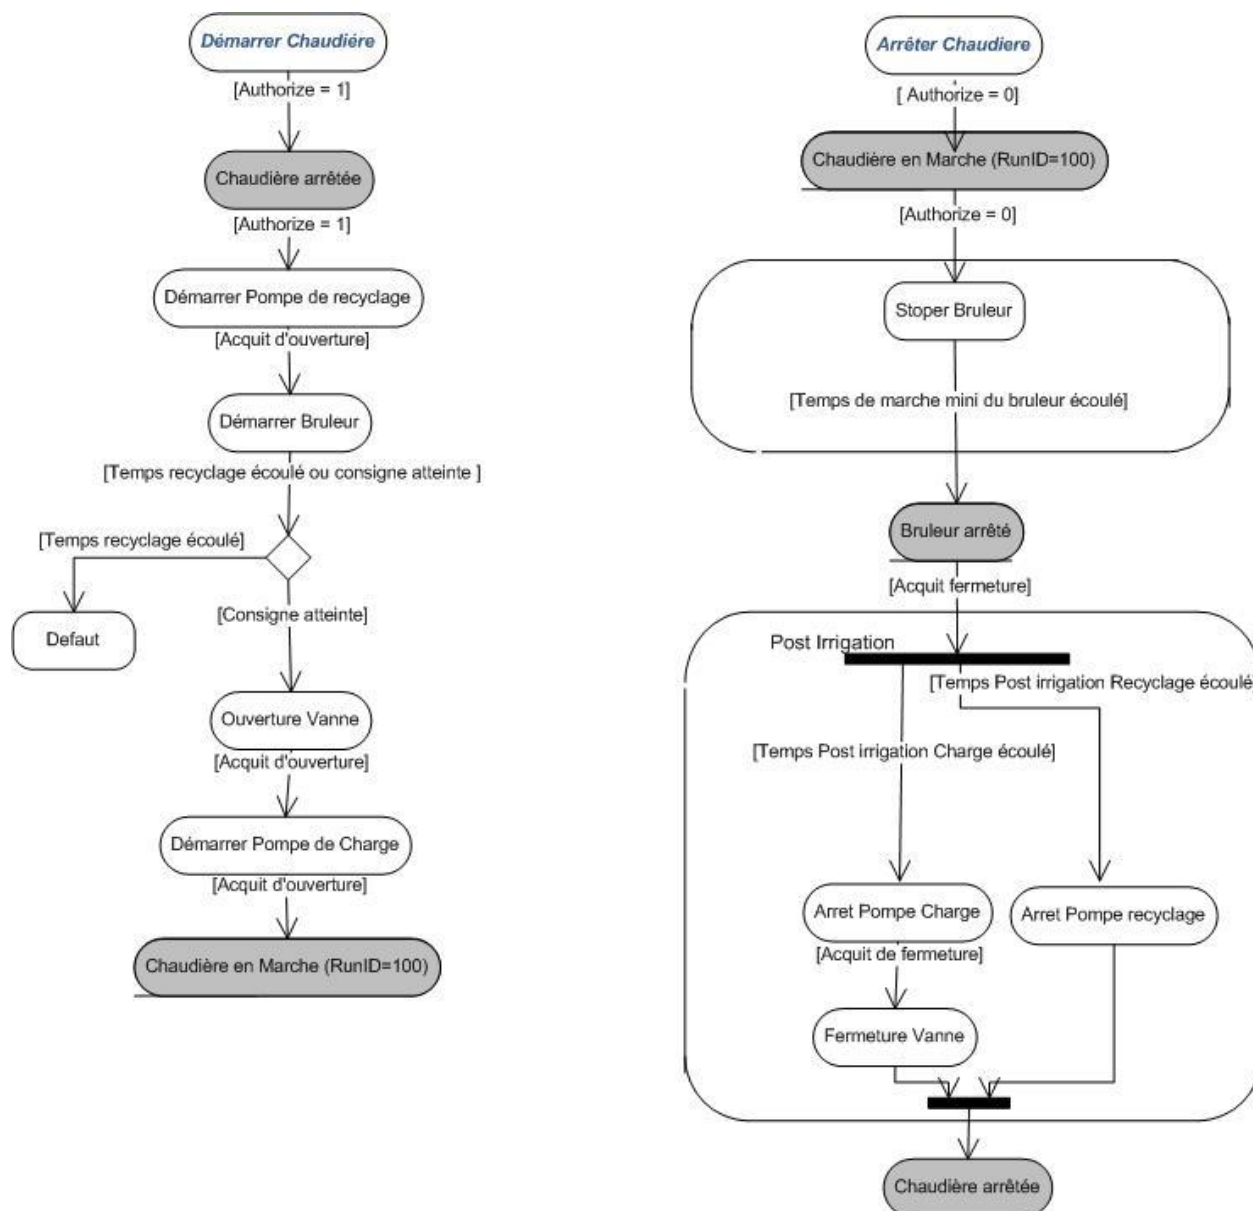 Démarrer Chaudiére
[Authorize = 1]
Chaudière arrêtée
[Authorize = 1]
Démarrer Pompe de recyclage
[Acquit d'ouverture]
Démarrer Bruleur
[Temps recyclage écoulé ou consigne atteinte ]
[Temps recyclage écoulé]
[Consigne atteinte]
Defaut
Ouverture Vanne
[Acquit d'ouverture]
Démarrer Pompe de Charge
[Acquit d'ouverture]
Chaudière en Marche (RunID=100)
Arrêter Chaudiere
[ Authorize = 0]
Chaudière en Marche (RunID=100)
[Authorize = 0]
Stoper Bruleur
[Temps de marche mini du bruleur écoulé]
Bruleur arrêté
[Acquit fermeture]
Post Irrigation
[Temps Post irrigation Recyclage écoulé]
[Temps Post irrigation Charge écoulé]
Arret Pompe Charge
Arret Pompe recyclage
[Acquit de fermeture]
Fermeture Vanne
Chaudière arrêtée